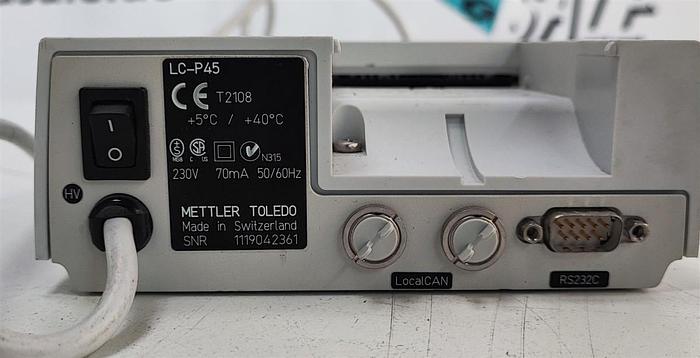 LC-P45
CE T2108
+5°C / +40°C
N315
230V 70mA 50/60Hz
METTLER TOLEDO
Made in Switzerland
SNR 1119042361
HV
LocalCAN
RS232C